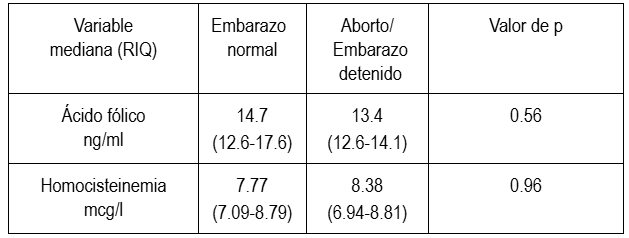 Variable
mediana (RIQ)
Embarazo
normal
Aborto/
Embarazo
detenido
Valor de p
Ácido fólico
ng/ml
14.7
(12.6-17.6)
13.4
(12.6-14.1)
0.56
Homocisteinemia
mcg/l
7.77
(7.09-8.79)
8.38
(6.94-8.81)
0.96